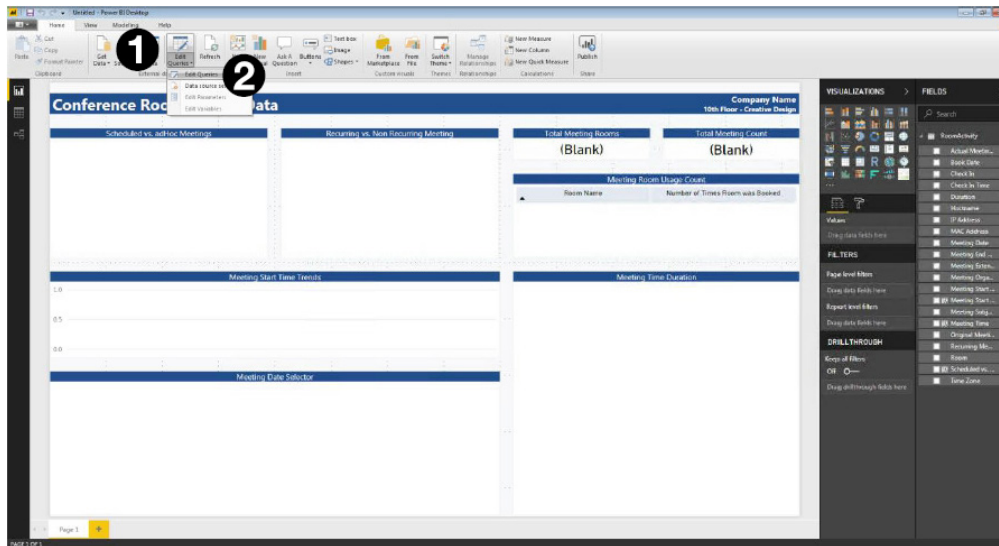 Untitled - Power BI Desktop
Home View Modeling Help
Cut
Copy
Format Painter
Paste
Clipboard
Get Data
External
Edit Queries
Refresh
Ask A Question
Buttons
Text box
Image
Shapes
Insert
From Marketplace
From File
Custom visuals
Switch Theme
Themes
Manage Relationships
Relationships
New Measure
New Column
New Quick Measure
Calculations
Publish
Share
1
2
Edit Queries
Data source
Edit Parameters
Edit Variables
Conference Data
Company Name
10th Floor - Creative Design
Scheduled vs. adHoc Meetings
Recurring vs. Non Recurring Meeting
Total Meeting Rooms
Total Meeting Count
(Blank)
(Blank)
Meeting Room Usage Count
Room Name
Number of Times Room was Booked
Meeting Start Time Trends
1.0
0.5
0.0
Meeting Time Duration
Meeting Date Selector
VISUALIZATIONS
Values
Drag data fields here
FILTERS
Page level filters
Drag data fields here
Report level filters
Drag data fields here
DRILLTHROUGH
Keep all filters
Off
Drag drillthrough fields here
FIELDS
Search
RoomActivity
Actual Meetin...
Book Date
Check In
Check In Time
Duration
Hostname
IP Address
MAC Address
Meeting Date
Meeting End ...
Meeting Exten...
Meeting Orga...
Meeting Start...
Meeting Start...
Meeting Subj...
Meeting Time
Original Meeti...
Recurring Me...
Room
Scheduled vs. ...
Time Zone
Page 1
PAGE 1 OF 1